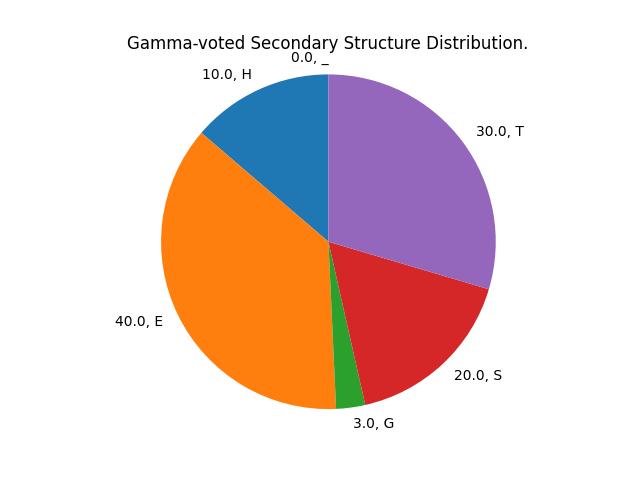 Gamma-voted Secondary Structure Distribution.
0.0, _
10.0, H
30.0, T
40.0, E
20.0, S
3.0, G